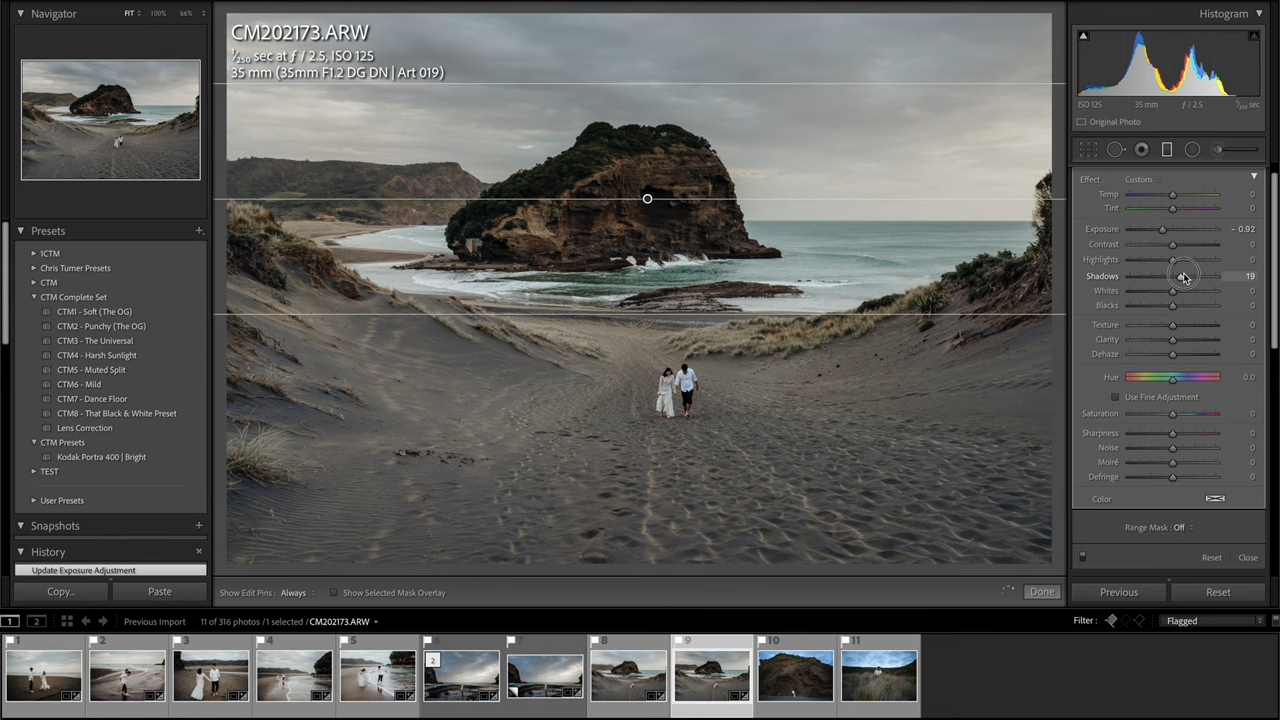 Navigator
FIT
100%
66%
Presets
1CTM
Chris Turner Presets
CTM
CTM Complete Set
CTM1 - Soft (The OG)
CTM2 - Punchy (The OG)
CTM3 - The Universal
CTM4 - Harsh Sunlight
CTM5 - Muted Split
CTM6 - Mild
CTM7 - Dance Floor
CTM8 - That Black & White Preset
Lens Correction
CTM Presets
Kodak Portra 400 | Bright
TEST
User Presets
Snapshots
History
Update Exposure Adjustment
Copy...
Paste
CM202173.ARW
1/250 sec at ƒ / 2.5, ISO 125
35 mm (35mm F1.2 DG DN | Art 019)
Show Edit Pins : Always
Show Selected Mask Overlay
Done
Histogram
ISO 125
35 mm
ƒ / 2.5
1/250 sec
Original Photo
Effect : Custom
Temp 0
Tint 0
Exposure - 0.92
Contrast 0
Highlights 0
Shadows 19
Whites 0
Blacks 0
Texture 0
Clarity 0
Dehaze 0
Hue 0.0
Use Fine Adjustment
Saturation 0
Sharpness 0
Noise 0
Moiré 0
Defringe 0
Color
Range Mask : Off
Reset
Close
Previous
Reset
1
2
Previous Import
11 of 316 photos / 1 selected / CM202173.ARW
Filter :
Flagged
1
2
3
4
5
6
7
8
9
10
11
2